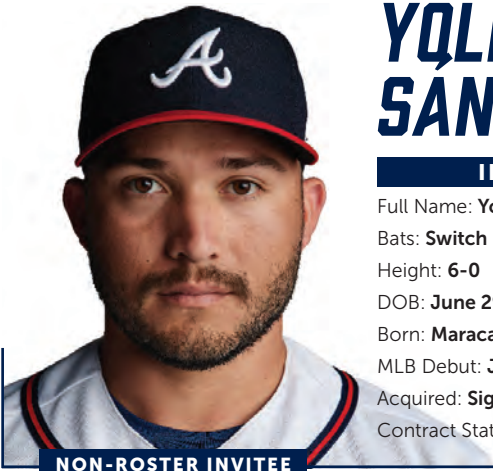 A
YOL
SÁN
Full Name: Yo
Bats: Switch
Height: 6-0
DOB: June 2
Born: Maraca
MLB Debut: J
Acquired: Sig
Contract Stat
NON-ROSTER INVITEE